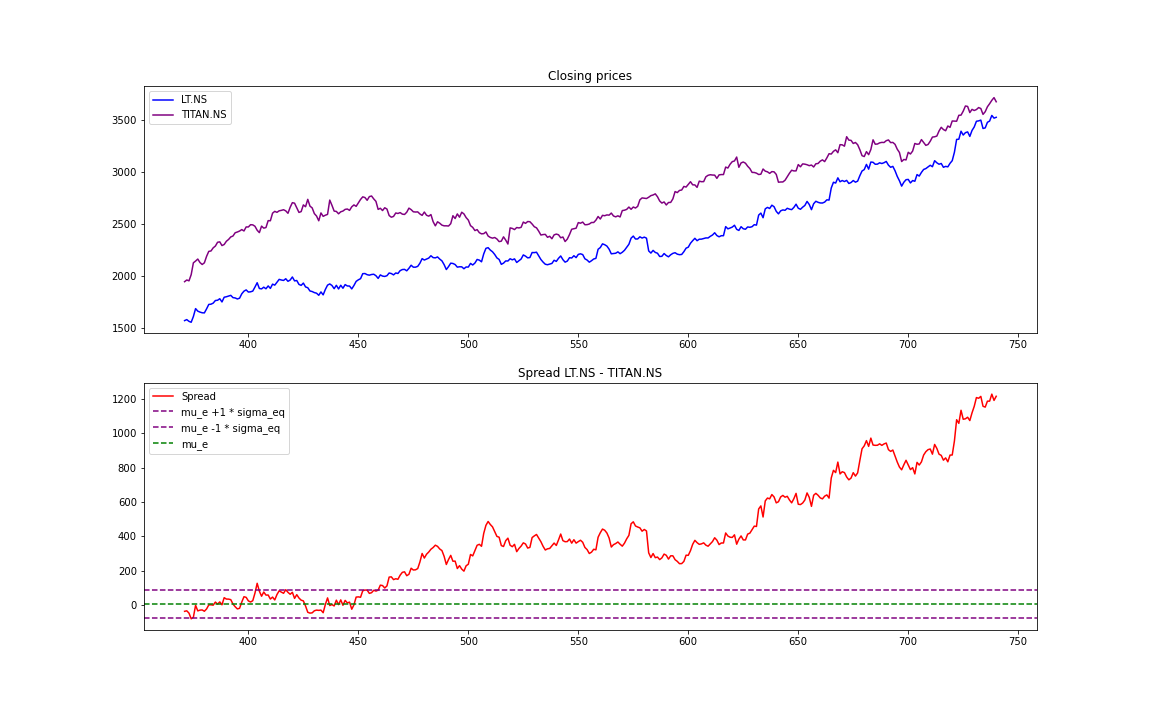 Closing prices
LT.NS
TITAN.NS
3500
3000
2500
2000
1500
400 450 500 550 600 650 700 750
Spread LT.NS - TITAN.NS
Spread
mu_e +1 * sigma_eq
mu_e -1 * sigma_eq
mu_e
1200
1000
800
600
400
200
0
400 450 500 550 600 650 700 750